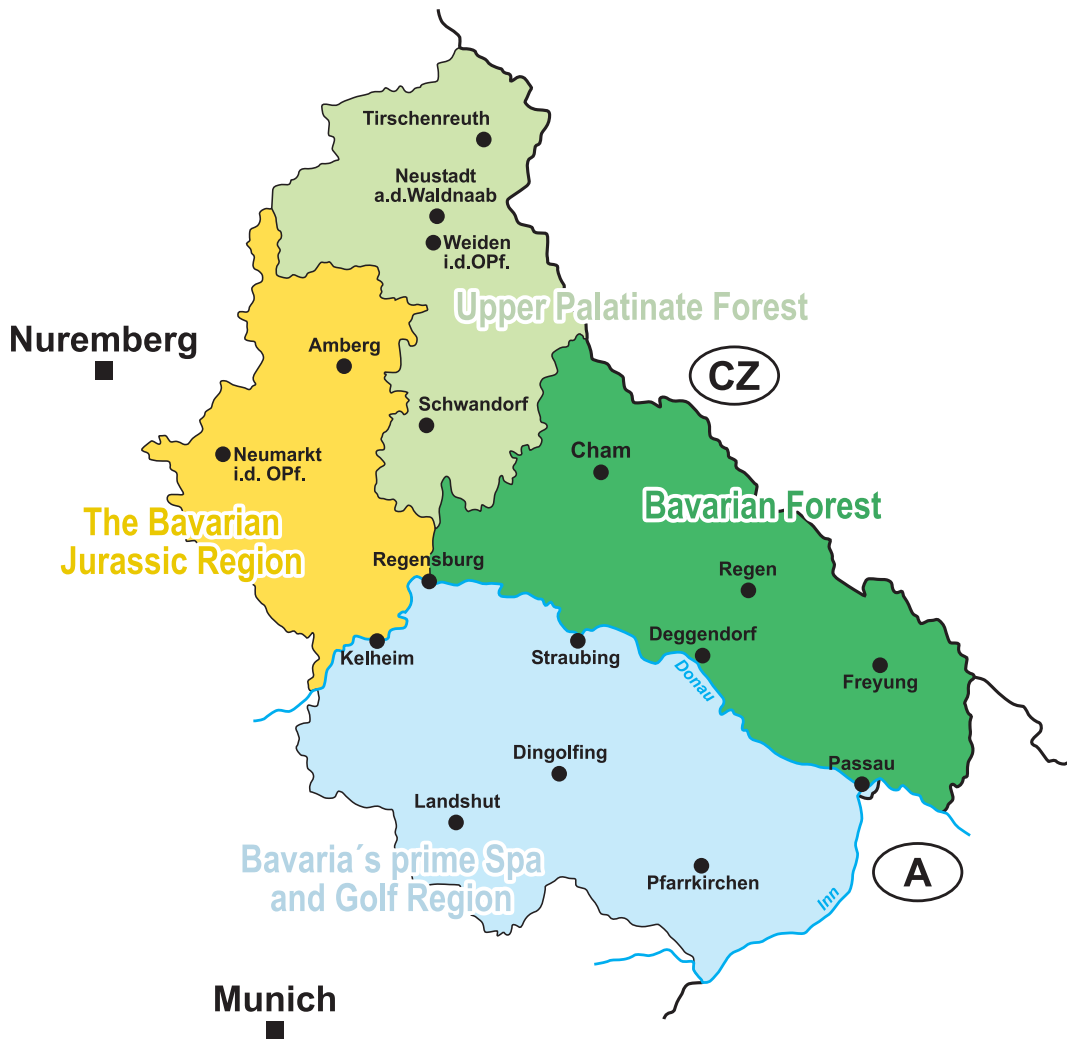 Tirschenreuth
Neustadt
a.d.Waldnaab
Weiden
i.d.OPf.
Upper Palatinate Forest
Nuremberg
Amberg
CZ
Schwandorf
Neumarkt
i.d. OPf.
Cham
Bavarian Forest
The Bavarian
Jurassic Region
Regensburg
Regen
Kelheim
Straubing
Deggendorf
Donau
Freyung
Dingolfing
Passau
Landshut
Bavaria´s prime Spa
and Golf Region
Pfarrkirchen
A
Inn
Munich